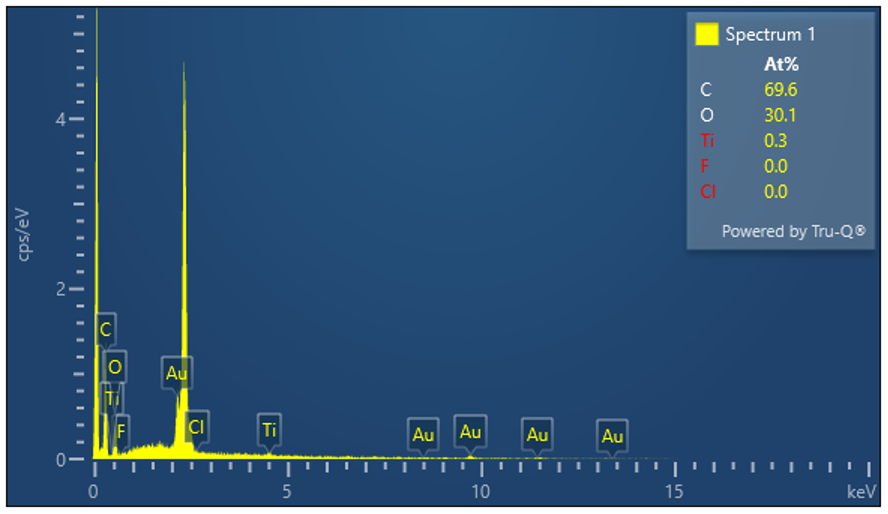 Spectrum 1
At%
C 69.6
O 30.1
Ti 0.3
F 0.0
Cl 0.0
Powered by Tru-Q®
cps/eV
4
2
0
C
O
Ti
F
Au
Cl
Ti
Au
Au
Au
Au
0 5 10 15 keV